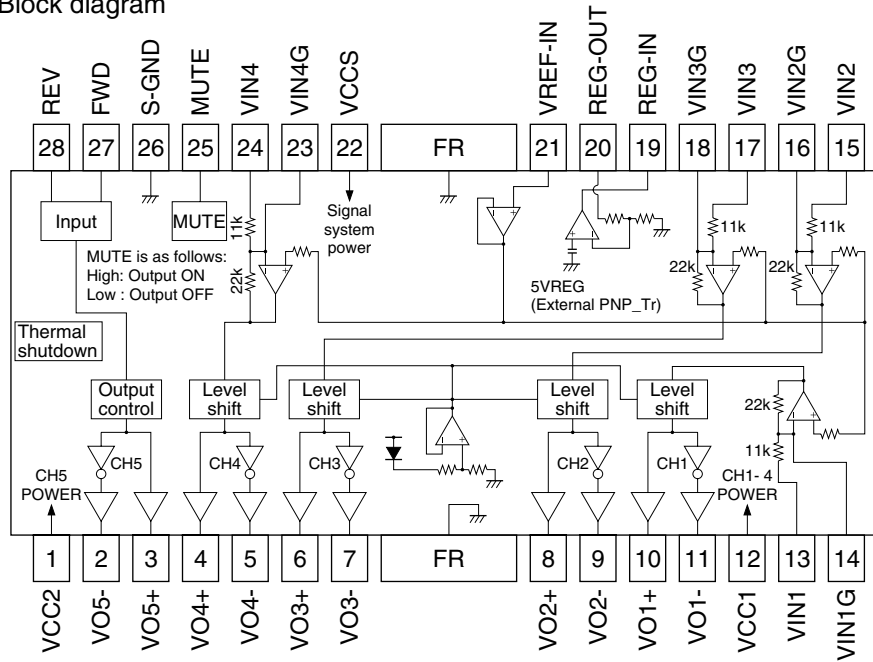 Block diagram
REV FWD S-GND MUTE VIN4 VIN4G VCCS VREF-IN REG-OUT REG-IN VIN3G VIN3 VIN2G VIN2
28 27 26 25 24 23 22 FR 21 20 19 18 17 16 15
Input
MUTE
11k
Signal
system
power
11k
11k
MUTE is as follows:
High: Output ON
Low : Output OFF
22k
5VREG
(External PNP_Tr)
22k
22k
Thermal
shutdown
Output
control
Level
shift
Level
shift
Level
shift
Level
shift
22k
11k
CH5
POWER
CH5
CH4
CH3
CH2
CH1
CH1- 4
POWER
1 2 3 4 5 6 7 FR 8 9 10 11 12 13 14
VCC2 VO5- VO5+ VO4+ VO4- VO3+ VO3- VO2+ VO2- VO1+ VO1- VCC1 VIN1 VIN1G